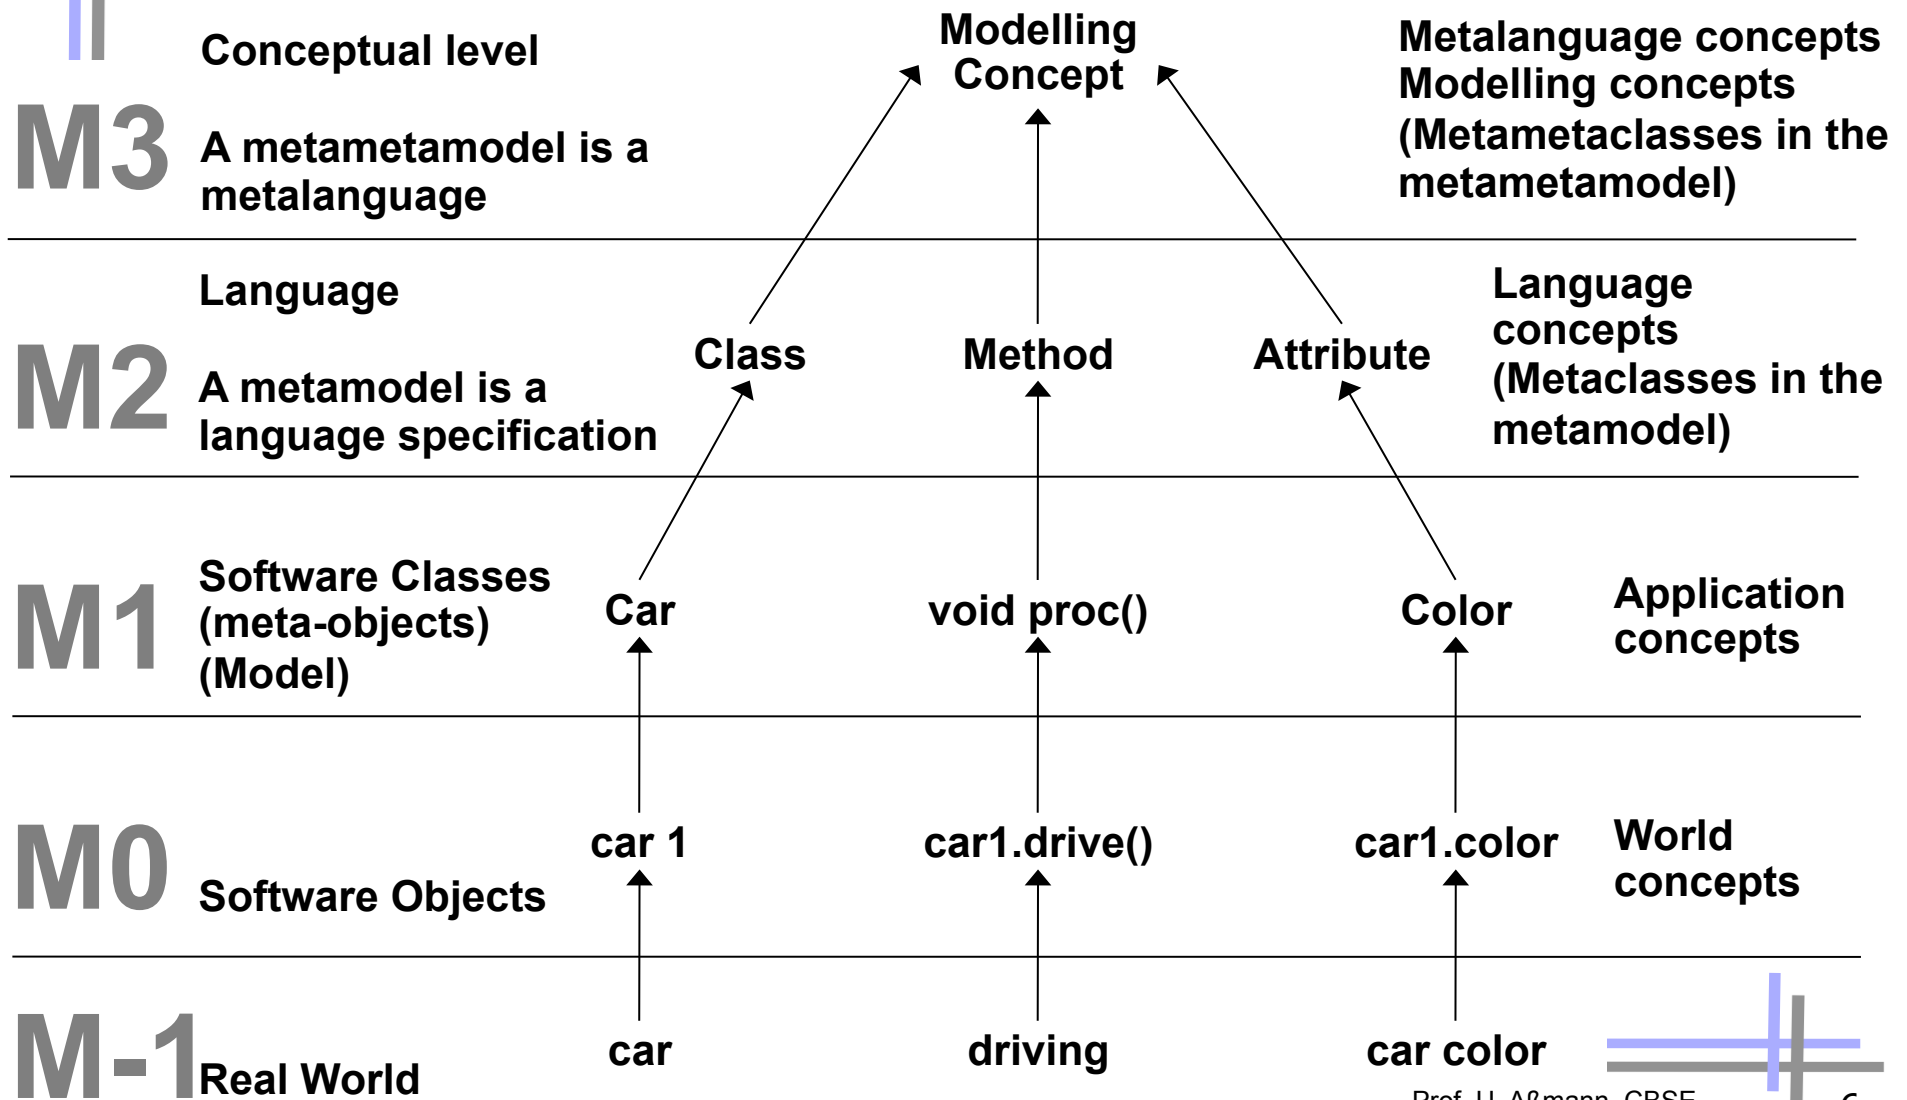 Conceptual level
M3
A metametamodel is a
metalanguage
Modelling
Concept
Metalanguage concepts
Modelling concepts
(Metametaclasses in the
metametamodel)
Language
M2
A metamodel is a
language specification
Class
Method
Attribute
Language
concepts
(Metaclasses in the
metamodel)
M1
Software Classes
(meta-objects)
(Model)
Car
void proc()
Color
Application
concepts
M0
Software Objects
car 1
car1.drive()
car1.color
World
concepts
M-1
Real World
car
driving
car color
Prof. U. Aßmann, CBSE